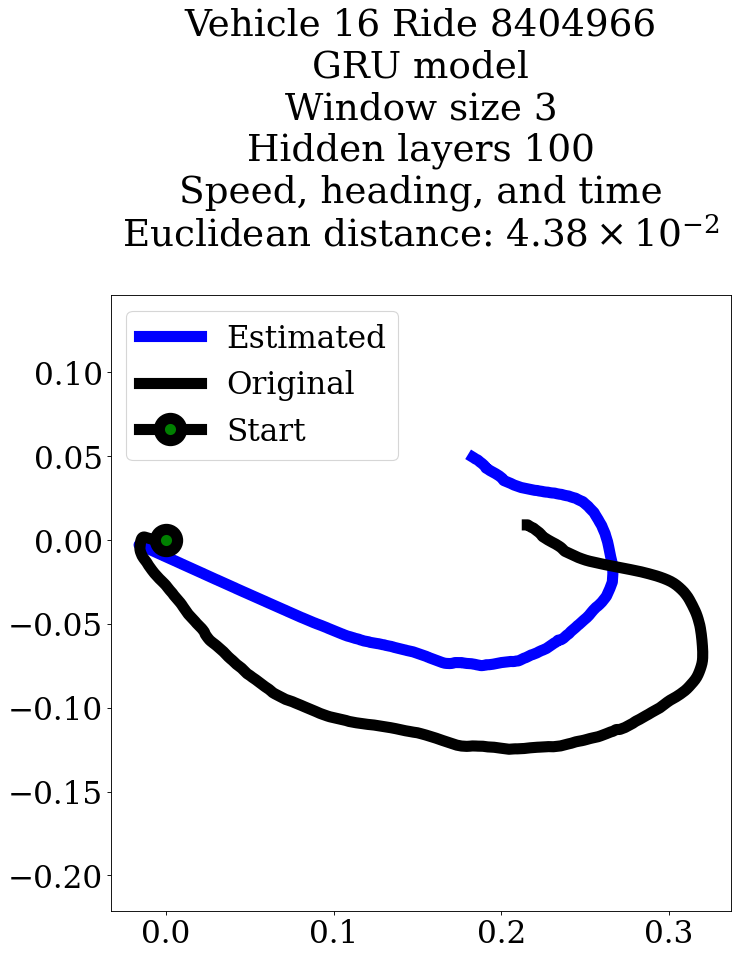 Vehicle 16 Ride 8404966
GRU model
Window size 3
Hidden layers 100
Speed, heading, and time
Euclidean distance: 4.38 × 10⁻²
Estimated
Original
Start
0.10
0.05
0.00
−0.05
−0.10
−0.15
−0.20
0.0 0.1 0.2 0.3